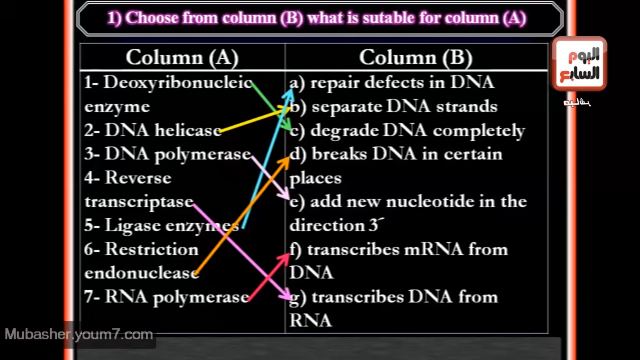 1) Choose from column (B) what is sutable for column (A)
Column (A)
1- Deoxyribonucleic
enzyme
2- DNA helicase
3- DNA polymerase
4- Reverse
transcriptase
5- Ligase enzymes
6- Restriction
endonuclease
7- RNA polymerase
Column (B)
a) repair defects in DNA
b) separate DNA strands
c) degrade DNA completely
d) breaks DNA in certain
places
e) add new nucleotide in the
direction 3´
f) transcribes mRNA from
DNA
g) transcribes DNA from
RNA
اليوم
السابع
Mubasher.youm7.com